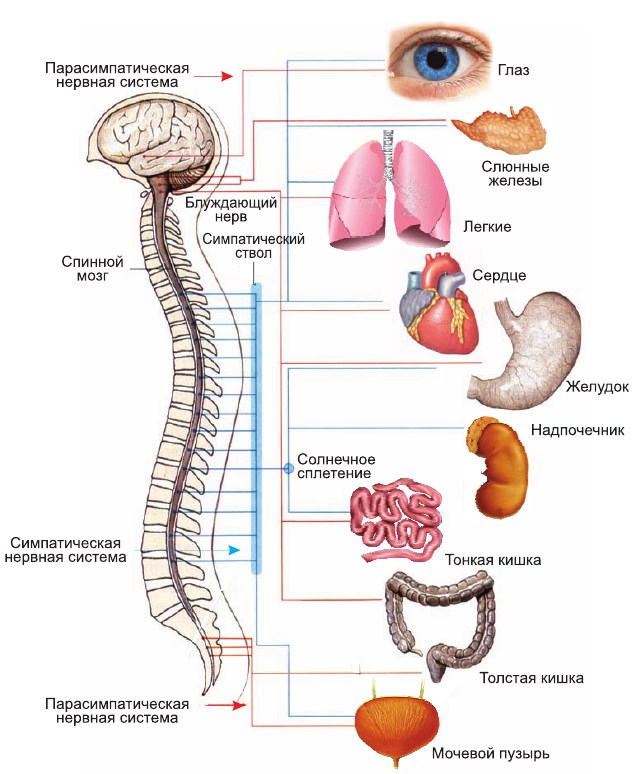 Парасимпатическая
нервная система
Глаз
Слюнные
железы
Блуждающий
нерв
Легкие
Симпатический
ствол
Спинной
мозг
Сердце
Желудок
Надпочечник
Солнечное
сплетение
Симпатическая
нервная система
Тонкая кишка
Толстая кишка
Парасимпатическая
нервная система
Мочевой пузырь